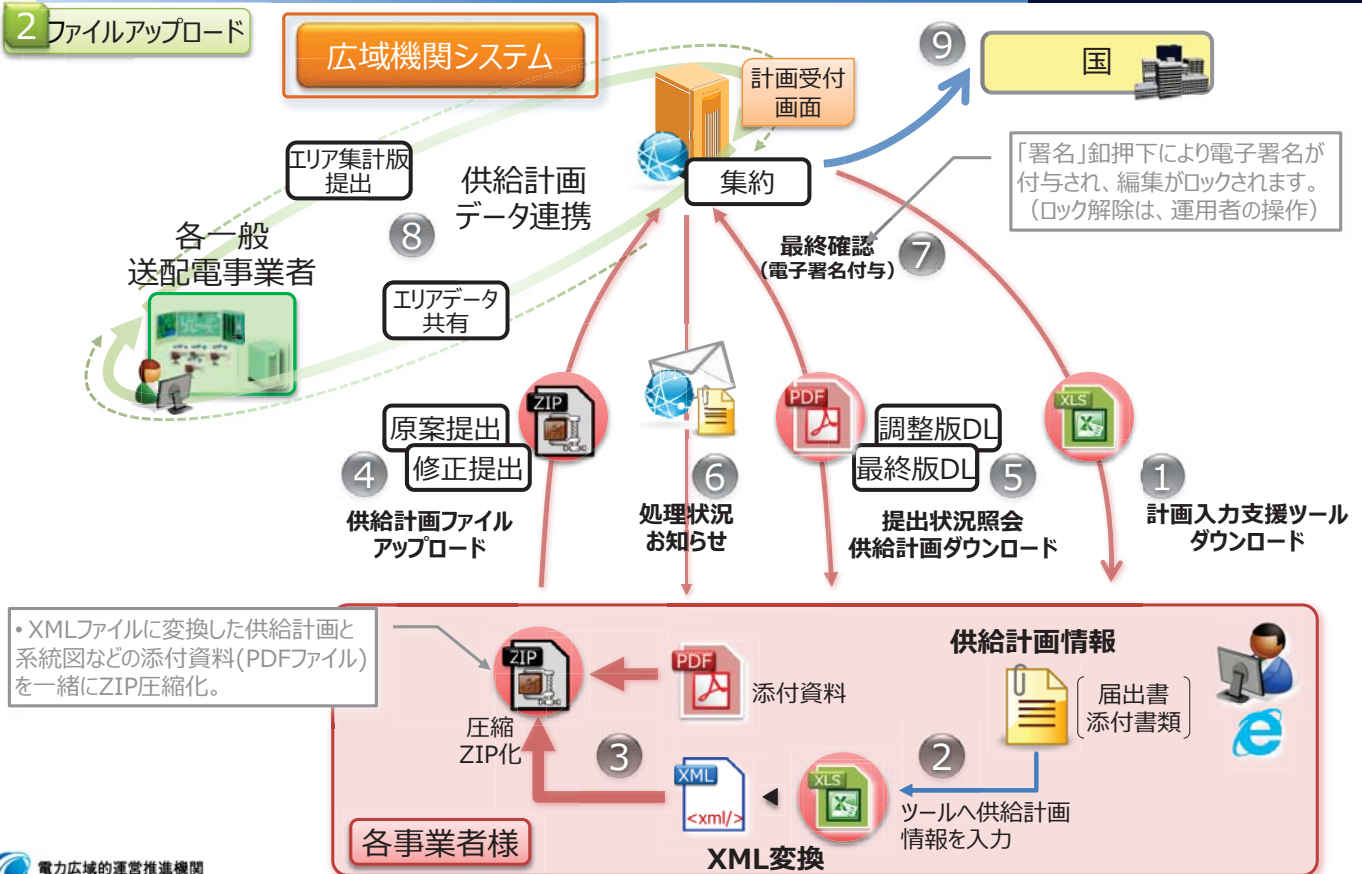 2 ファイルアップロード
広域機関システム
計画受付
画面
9
国
「署名」釦押下により電子署名が
付与され、編集がロックされます。
（ロック解除は、運用者の操作）
エリア集計版
提出
供給計画
データ連携
8
集約
各一般
送配電事業者
最終確認
（電子署名付与）
7
エリアデータ
共有
ZIP
PDF
XLS
原案提出
修正提出
4
供給計画ファイル
アップロード
6
処理状況
お知らせ
調整版DL
最終版DL
5
提出状況照会
供給計画ダウンロード
1
計画入力支援ツール
ダウンロード
• XMLファイルに変換した供給計画と
系統図などの添付資料(PDFファイル)
を一緒にZIP圧縮化。
ZIP
圧縮
ZIP化
PDF
添付資料
供給計画情報
届出書
添付書類
3
XML
<xml/>
XLS
2
ツールへ供給計画
情報を入力
各事業者様
XML変換
電力広域的運営推進機関